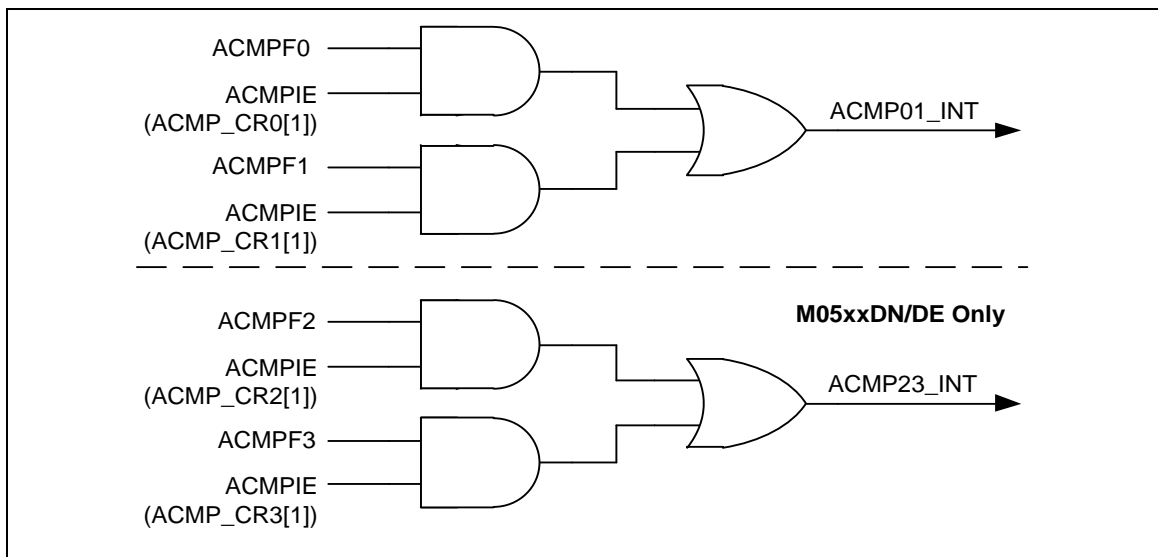 ACMPF0
ACMPIE
(ACMP_CR0[1])
ACMPF1
ACMPIE
(ACMP_CR1[1])
ACMP01_INT
M05xxDN/DE Only
ACMPF2
ACMPIE
(ACMP_CR2[1])
ACMPF3
ACMPIE
(ACMP_CR3[1])
ACMP23_INT